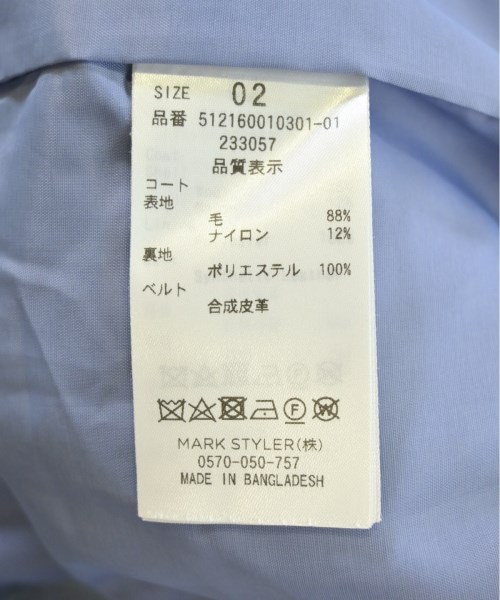 SIZE 02
品番 512160010301-01
233057
品質表示
コート
表地
毛 88%
ナイロン 12%
裏地
ポリエステル 100%
ベルト
合成皮革
F W
MARK STYLER(株)
0570-050-757
MADE IN BANGLADESH